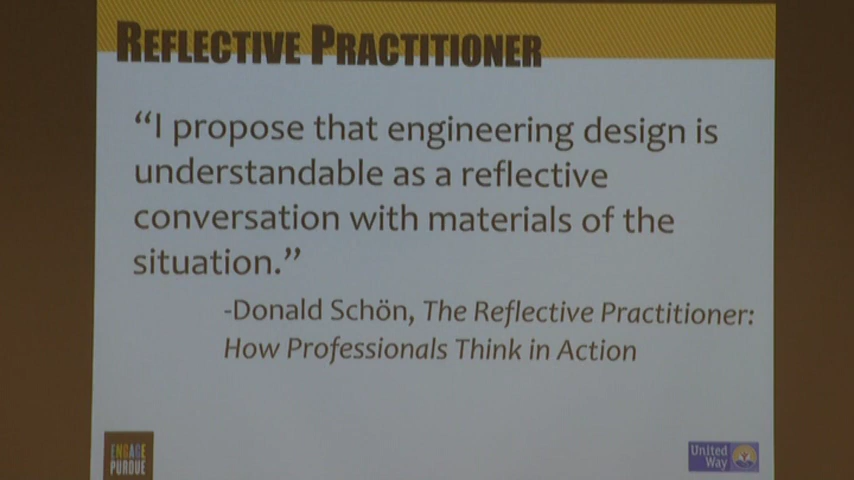 REFLECTIVE PRACTITIONER
“I propose that engineering design is
understandable as a reflective
conversation with materials of the
situation.”
-Donald Schön, The Reflective Practitioner:
How Professionals Think in Action
ENGAGE
PURDUE
United
Way